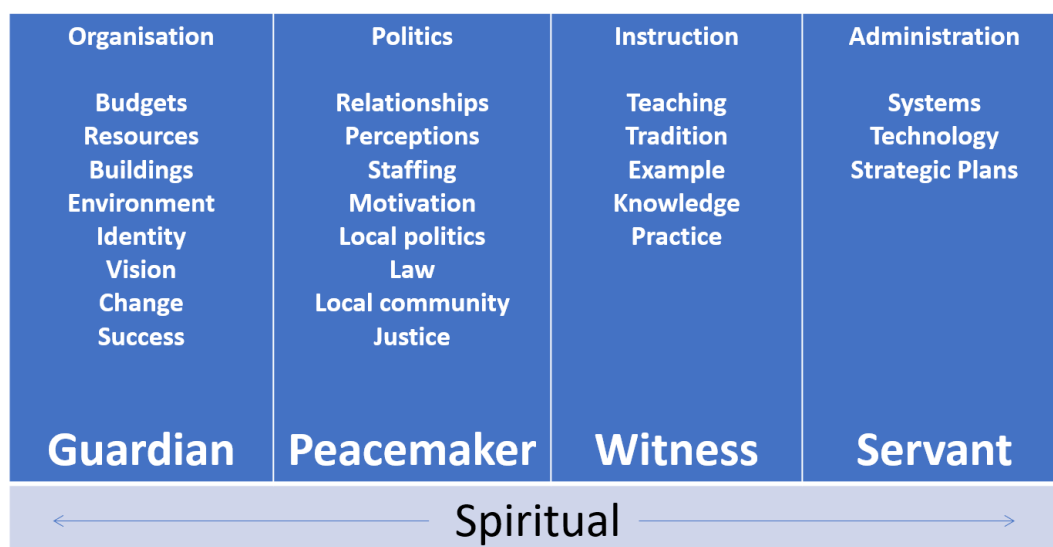 Organisation
Budgets
Resources
Buildings
Environment
Identity
Vision
Change
Success
Guardian
Politics
Relationships
Perceptions
Staffing
Motivation
Local politics
Law
Local community
Justice
Peacemaker
Instruction
Teaching
Tradition
Example
Knowledge
Practice
Witness
Administration
Systems
Technology
Strategic Plans
Servant
Spiritual